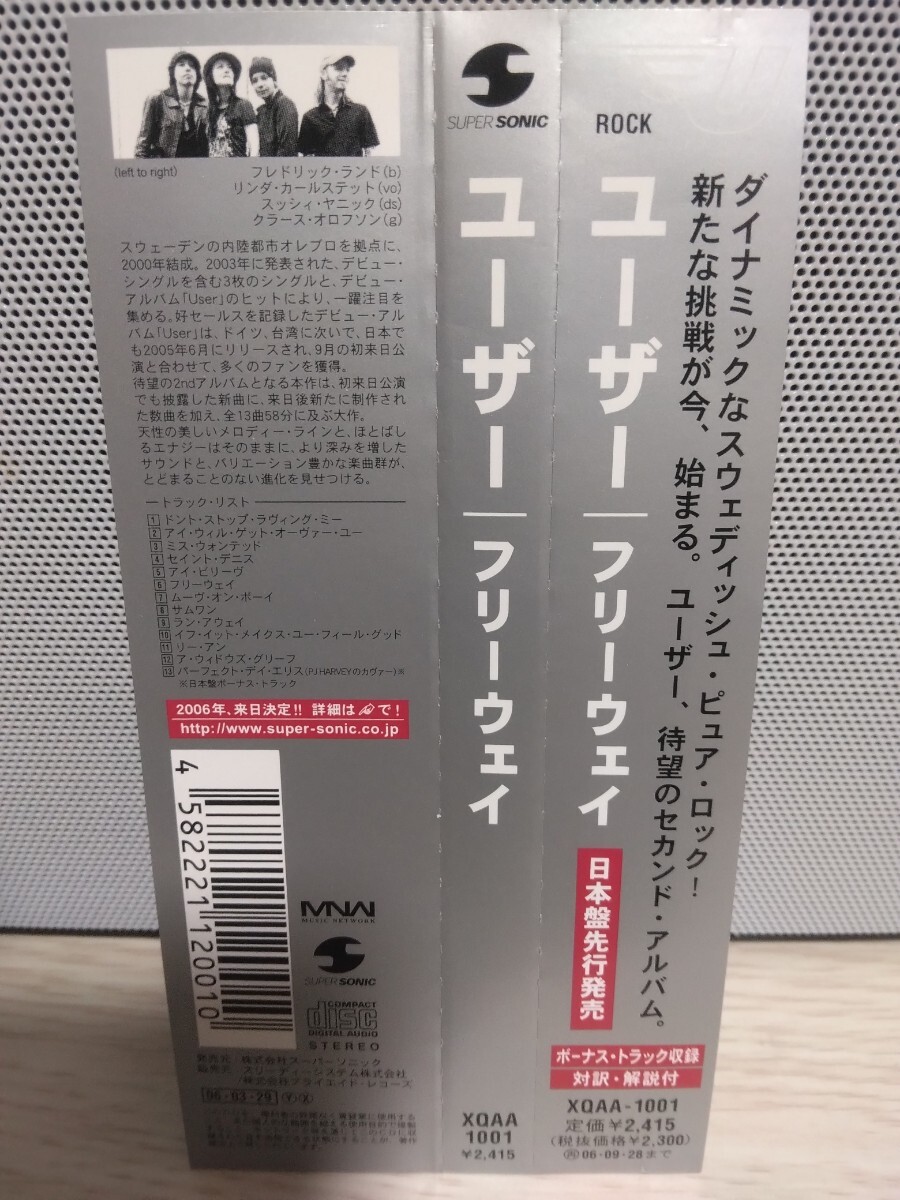 (left to right)
フレドリック・ランド(b)
リンダ・カールステット(vo)
スッシィ・ヤニック(ds)
クラース・オロフソン(g)
スウェーデンの内陸都市オレブロを拠点に、
2000年結成。2003年に発表された、デビュー・
シングルを含む3枚のシングルと、デビュー・
アルバム「User」のヒットにより、一躍注目を
集める。好セールスを記録したデビュー・アル
バム「User」は、ドイツ、台湾に次いで、日本で
も2005年6月にリリースされ、9月の初来日公
演と合わせて、多くのファンを獲得。
待望の2ndアルバムとなる本作は、初来日公演
でも披露した新曲に、来日後新たに制作され
た数曲を加え、全13曲58分に及ぶ大作。
天性の美しいメロディー・ラインと、ほとばし
るエナジーはそのままに、より深みを増した
サウンドと、バリエーション豊かな楽曲群が、
とどまることのない進化を見せつける。
トラック・リスト
1 ドント・ストップ・ラヴィング・ミー
2 アイ・ウィル・ゲット・オーヴァー・ユー
3 ミス・ウォンテッド
4 セイント・デニス
5 アイ・ビリーヴ
6 フリーウェイ
7 ムーヴ・オン・ボーイ
8 サムワン
9 ラン・アウェイ
10 イフ・イット・メイクス・ユー・フィール・グッド
11 リー・アン
12 ア・ウィドウズ・グリーフ
13 パーフェクト・デイ・エリス(PJ HARVEYのカヴァー)※
※日本盤ボーナス・トラック
2006年、来日決定!! 詳細は で!
http://www.super-sonic.co.jp
4 582221 120010
MNW
MUSIC NETWORK
SUPER SONIC
COMPACT
disc
DIGITAL AUDIO
STEREO
発売元:株式会社スーパーソニック
販売元:スリーディーシステム株式会社
株式会社ブライエイド・レコーズ
06・03・29 Y X
SUPER SONIC
ユーザー|フリーウェイ
XQAA
1001
¥2,415
ROCK
ダイナミックなスウェディッシュ・ピュア・ロック!
新たな挑戦が今、始まる。 ユーザー、待望のセカンド・アルバム。
ユーザー|フリーウェイ
日本盤先行発売
ボーナス・トラック収録
対訳・解説付
XQAA-1001
定価¥2,415
(税抜価格¥2,300)
再06・09・28まで